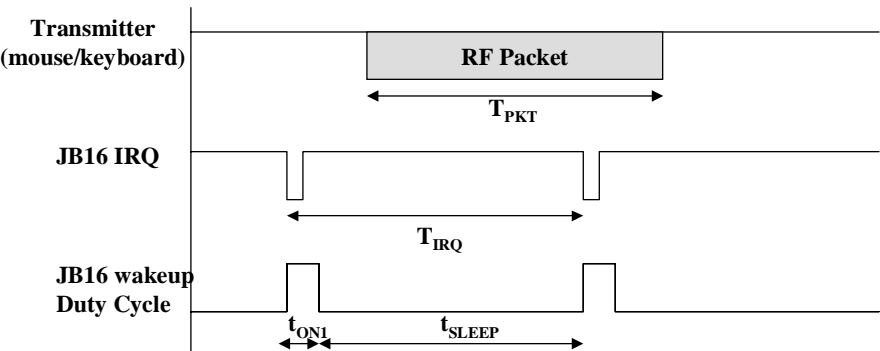 Transmitter
(mouse/keyboard)
RF Packet
TPKT
JB16 IRQ
TIRQ
JB16 wakeup
Duty Cycle
tON1
tSLEEP